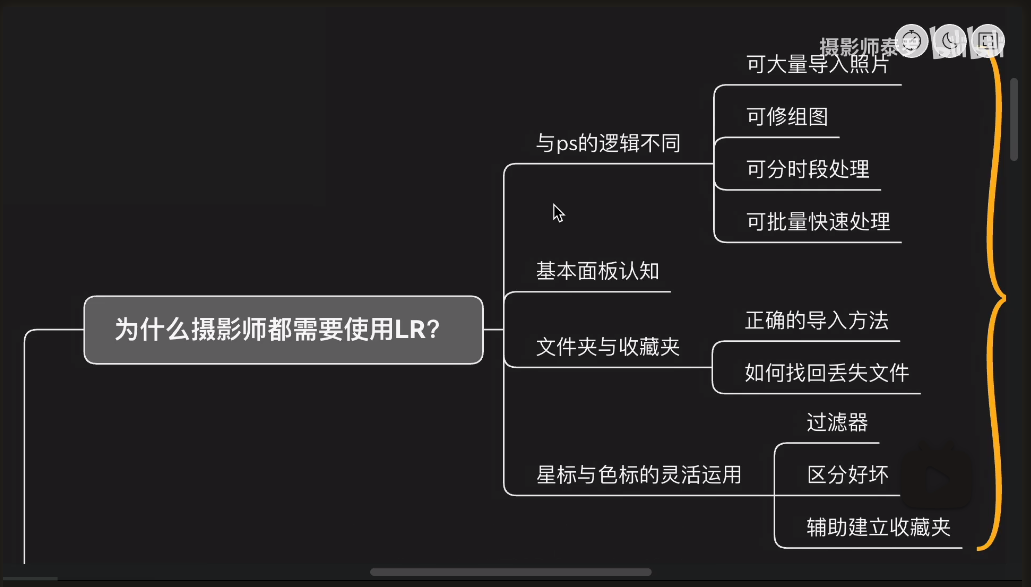 摄影师泰罗
可大量导入照片
可修组图
与ps的逻辑不同
可分时段处理
可批量快速处理
基本面板认知
为什么摄影师都需要使用LR?
正确的导入方法
文件夹与收藏夹
如何找回丢失文件
过滤器
星标与色标的灵活运用
区分好坏
辅助建立收藏夹